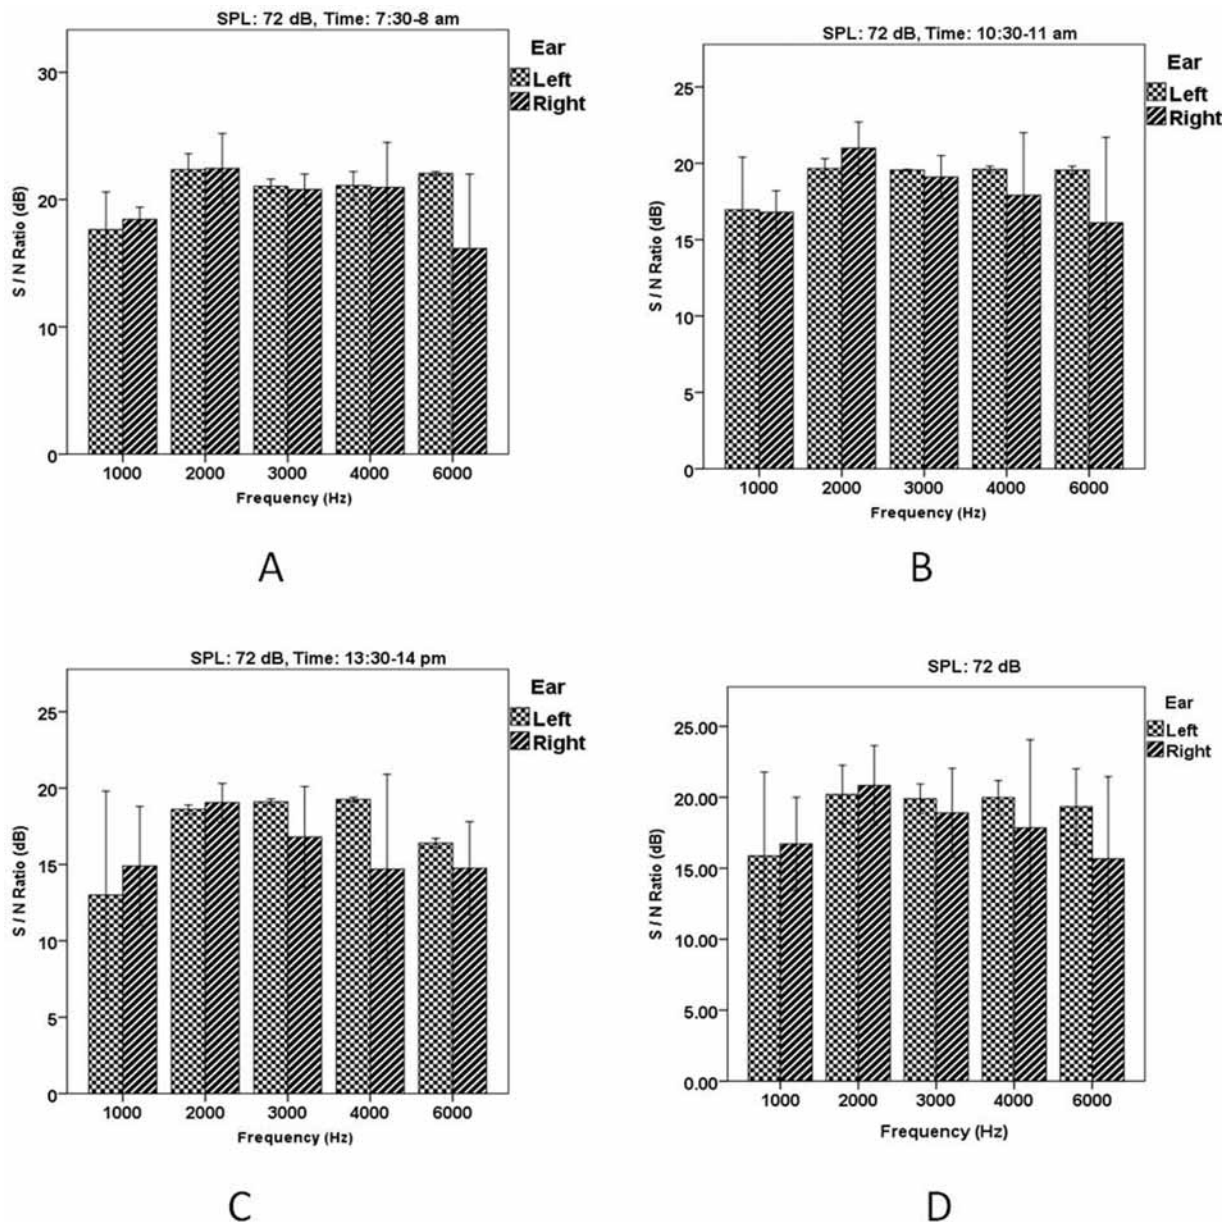 SPL: 72 dB, Time: 7:30-8 am
Ear
Left
Right
30
20
10
0
S / N Ratio (dB)
1000 2000 3000 4000 6000
Frequency (Hz)
A
SPL: 72 dB, Time: 10:30-11 am
Ear
Left
Right
25
20
15
10
5
0
S / N Ratio (dB)
1000 2000 3000 4000 6000
Frequency (Hz)
B
SPL: 72 dB, Time: 13:30-14 pm
Ear
Left
Right
25
20
15
10
5
0
S / N Ratio (dB)
1000 2000 3000 4000 6000
Frequency (Hz)
C
SPL: 72 dB
Ear
Left
Right
25.00
20.00
15.00
10.00
5.00
0.00
S / N Ratio (dB)
1000 2000 3000 4000 6000
Frequency (Hz)
D